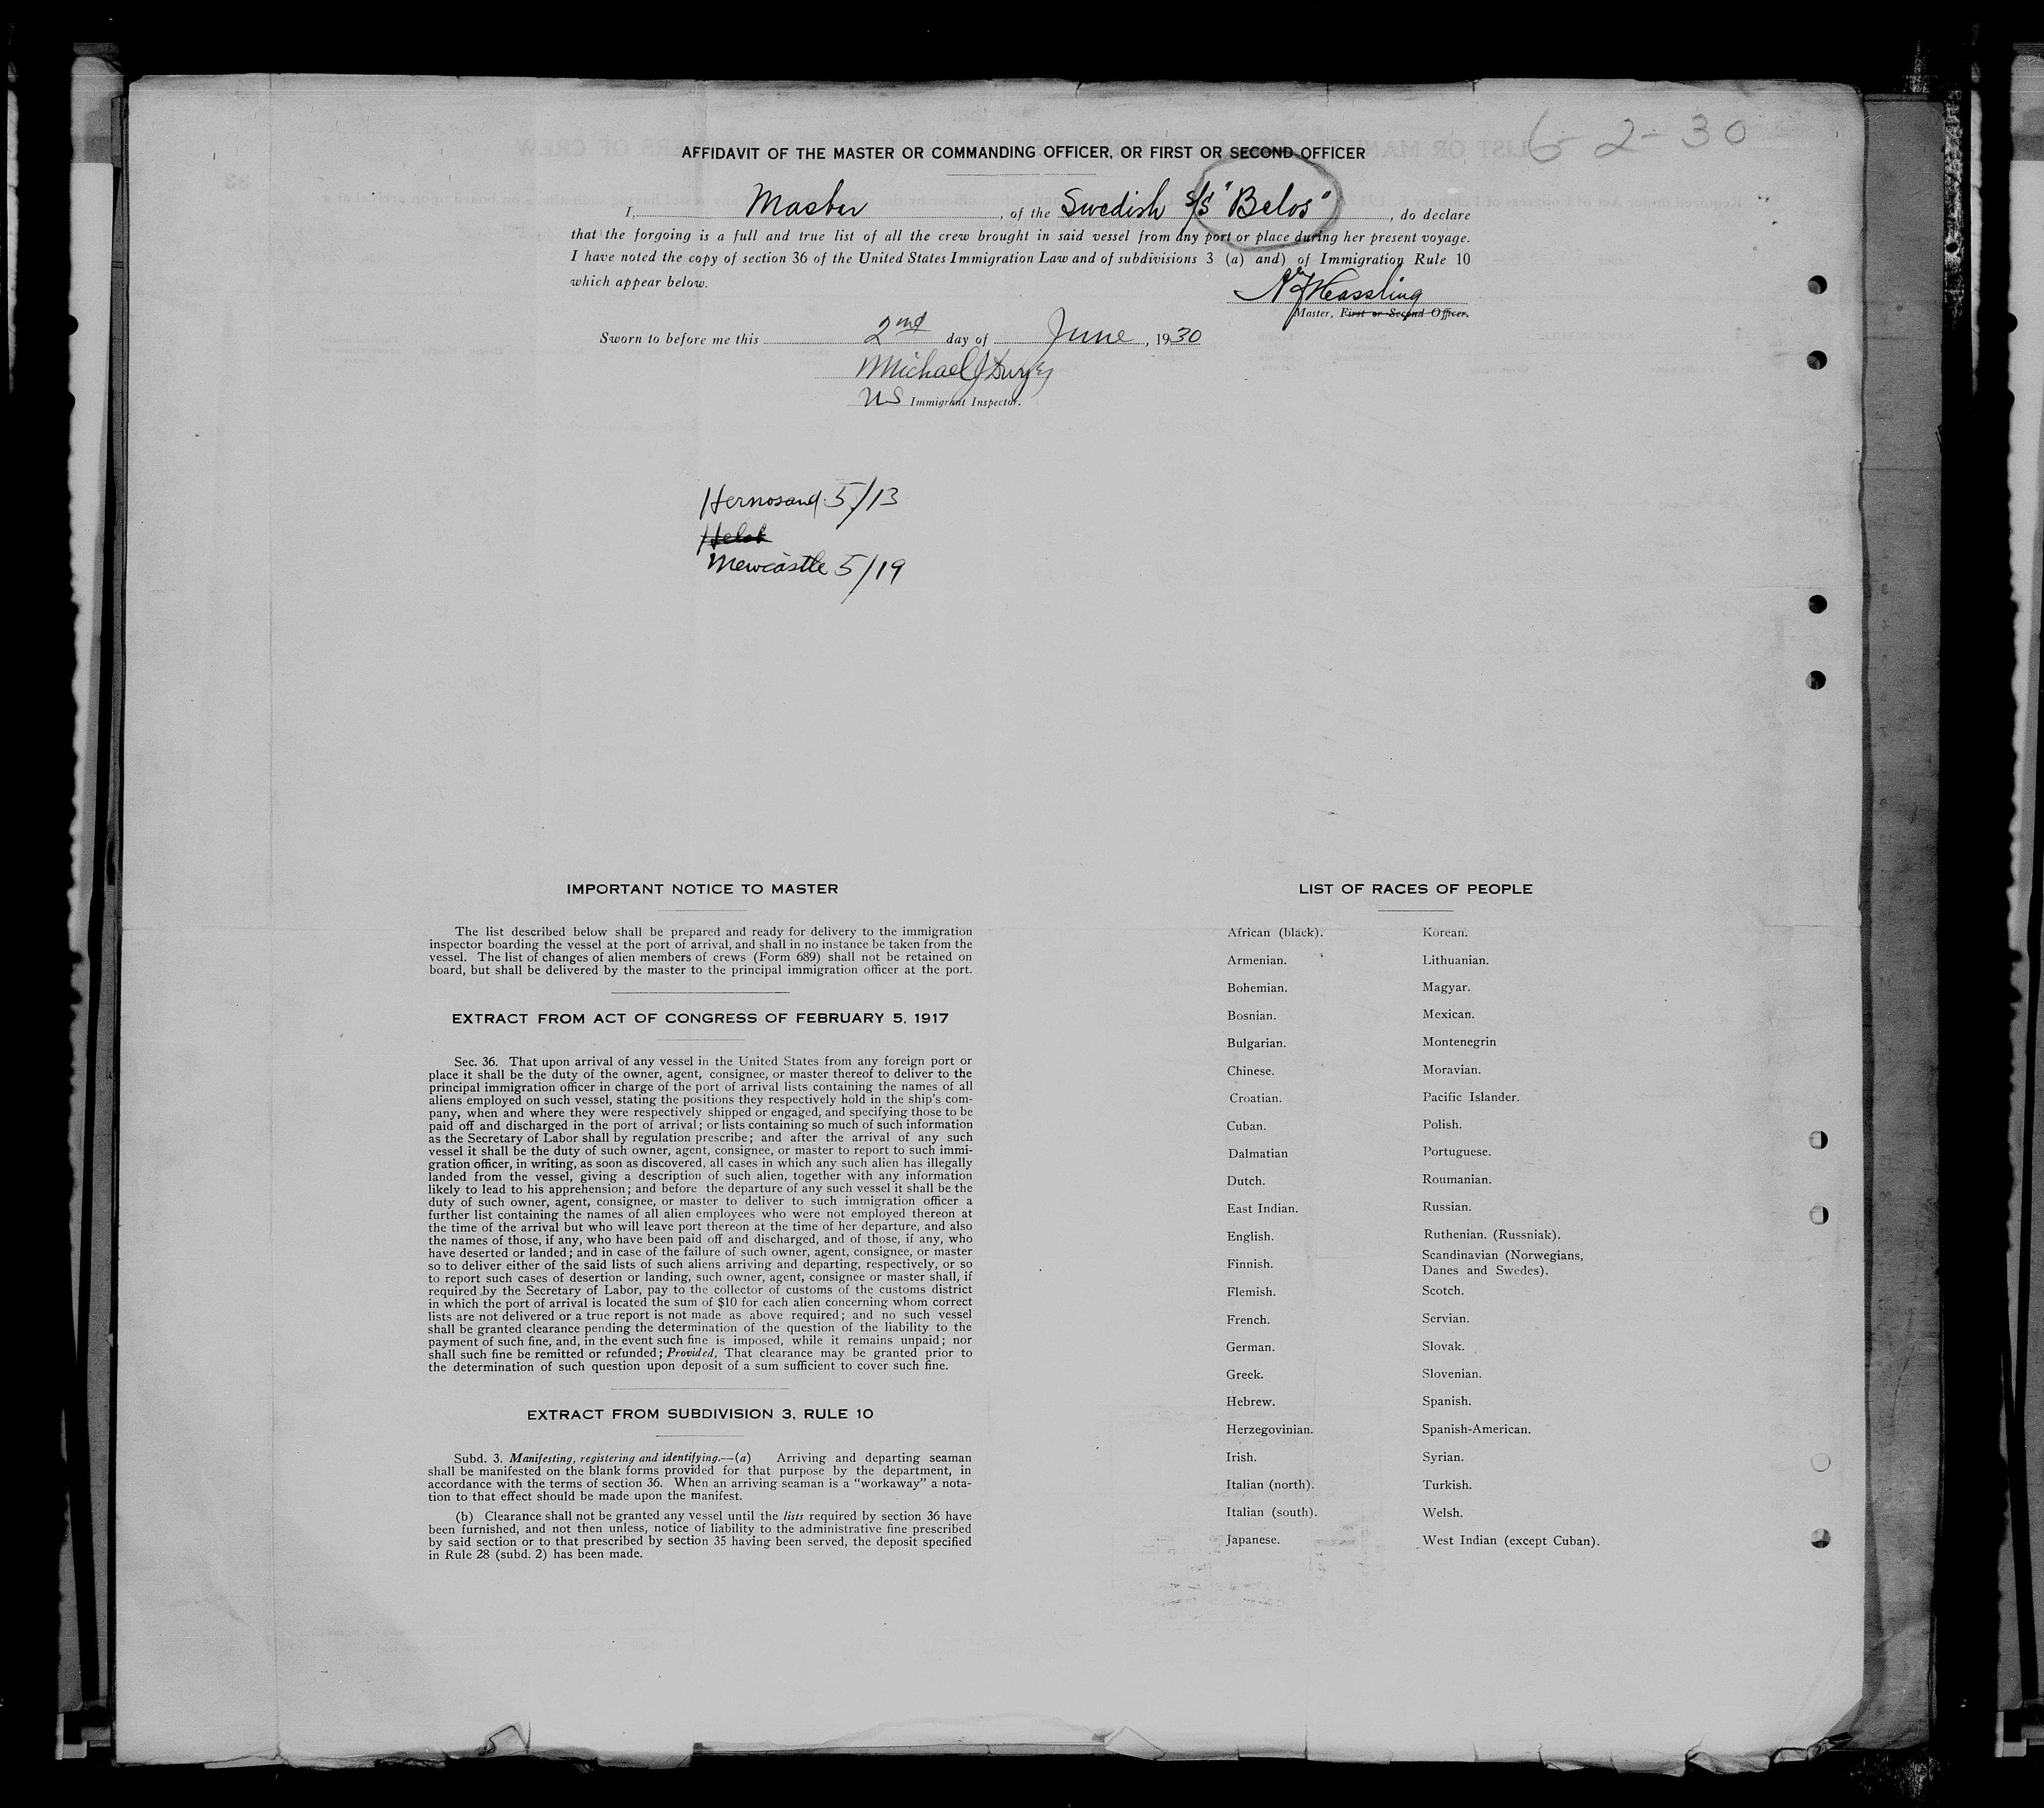 6-2-30
AFFIDAVIT OF THE MASTER OR COMMANDING OFFICER, OR FIRST OR SECOND OFFICER
I, Master, of the Swedish s/s "Belos", do declare
that the forgoing is a full and true list of all the crew brought in said vessel from any port or place during her present voyage.
I have noted the copy of section 36 of the United States Immigration Law and of subdivisions 3 (a) and) of Immigration Rule 10
which appear below.
Master, First or Second Officer.
Sworn to before me this 2nd day of June, 1930
Michael J
US Immigrant Inspector.
Hernosand 5/13
Newcastle 5/19
IMPORTANT NOTICE TO MASTER
The list described below shall be prepared and ready for delivery to the immigration
inspector boarding the vessel at the port of arrival, and shall in no instance be taken from the
vessel. The list of changes of alien members of crews (Form 689) shall not be retained on
board, but shall be delivered by the master to the principal immigration officer at the port.
EXTRACT FROM ACT OF CONGRESS OF FEBRUARY 5, 1917
Sec. 36. That upon arrival of any vessel in the United States from any foreign port or
place it shall be the duty of the owner, agent, consignee, or master thereof to deliver to the
principal immigration officer in charge of the port of arrival lists containing the names of all
aliens employed on such vessel, stating the positions they respectively hold in the ship's com-
pany, when and where they were respectively shipped or engaged, and specifying those to be
paid off and discharged in the port of arrival; or lists containing so much of such information
as the Secretary of Labor shall by regulation prescribe; and after the arrival of any such
vessel it shall be the duty of such owner, agent, consignee, or master to report to such immi-
gration officer, in writing, as soon as discovered, all cases in which any such alien has illegally
landed from the vessel, giving a description of such alien, together with any information
likely to lead to his apprehension; and before the departure of any such vessel it shall be the
duty of such owner, agent, consignee, or master to deliver to such immigration officer a
further list containing the names of all alien employees who were not employed thereon at
the time of the arrival but who will leave port thereon at the time of her departure, and also
the names of those, if any, who have been paid off and discharged, and of those, if any, who
have deserted or landed; and in case of the failure of such owner, agent, consignee, or master
so to deliver either of the said lists of such aliens arriving and departing, respectively, or so
to report such cases of desertion or landing, such owner, agent, consignee or master shall, if
required by the Secretary of Labor, pay to the collector of customs of the customs district
in which the port of arrival is located the sum of $10 for each alien concerning whom correct
lists are not delivered or a true report is not made as above required; and no such vessel
shall be granted clearance pending the determination of the question of the liability to the
payment of such fine, and, in the event such fine is imposed, while it remains unpaid; nor
shall such fine be remitted or refunded; Provided, That clearance may be granted prior to
the determination of such question upon deposit of a sum sufficient to cover such fine.
EXTRACT FROM SUBDIVISION 3, RULE 10
Subd. 3. Manifesting, registering and identifying.—(a) Arriving and departing seaman
shall be manifested on the blank forms provided for that purpose by the department, in
accordance with the terms of section 36. When an arriving seaman is a "workaway" a nota-
tion to that effect should be made upon the manifest.
(b) Clearance shall not be granted any vessel until the lists required by section 36 have
been furnished, and not then unless, notice of liability to the administrative fine prescribed
by said section or to that prescribed by section 35 having been served, the deposit specified
in Rule 28 (subd. 2) has been made.
LIST OF RACES OF PEOPLE
African (black).
Armenian.
Bohemian.
Bosnian.
Bulgarian.
Chinese.
Croatian.
Cuban.
Dalmatian
Dutch.
East Indian.
English.
Finnish.
Flemish.
French.
German.
Greek.
Hebrew.
Herzegovinian.
Irish.
Italian (north).
Italian (south).
Japanese.
Korean.
Lithuanian.
Magyar.
Mexican.
Montenegrin
Moravian.
Pacific Islander.
Polish.
Portuguese.
Roumanian.
Russian.
Ruthenian. (Russniak).
Scandinavian (Norwegians,
Danes and Swedes).
Scotch.
Servian.
Slovak.
Slovenian.
Spanish.
Spanish-American.
Syrian.
Turkish.
Welsh.
West Indian (except Cuban).